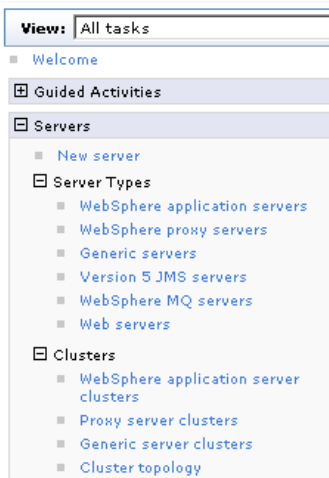 View: All tasks
Welcome
Guided Activities
Servers
New server
Server Types
WebSphere application servers
WebSphere proxy servers
Generic servers
Version 5 JMS servers
WebSphere MQ servers
Web servers
Clusters
WebSphere application server
clusters
Proxy server clusters
Generic server clusters
Cluster topology